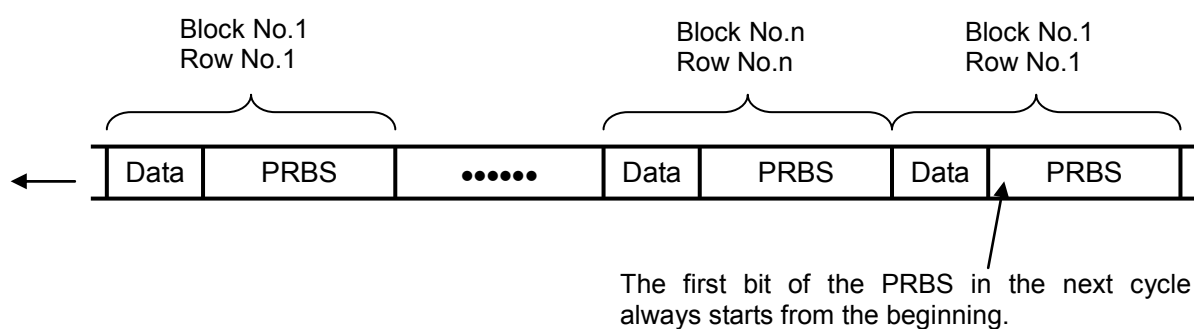 Block No.1
Row No.1
Block No.n
Row No.n
Block No.1
Row No.1
Data PRBS •••••• Data PRBS Data PRBS
The first bit of the PRBS in the next cycle
always starts from the beginning.